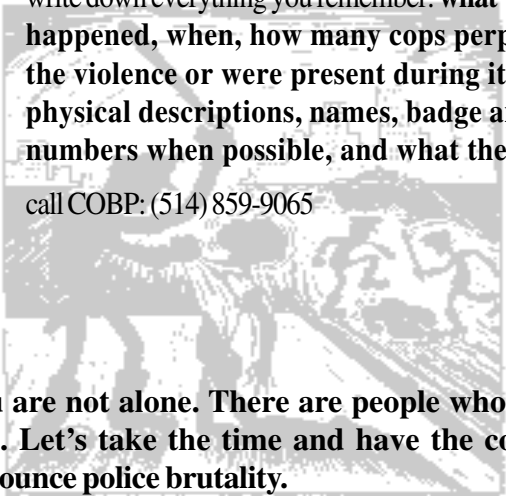 write down everything you remember: what
happened, when, how many cops perp
the violence or were present during it
physical descriptions, names, badge a
numbers when possible, and what the
call COBP: (514) 859-9065
are not alone. There are people who
. Let's take the time and have the co
ounce police brutality.